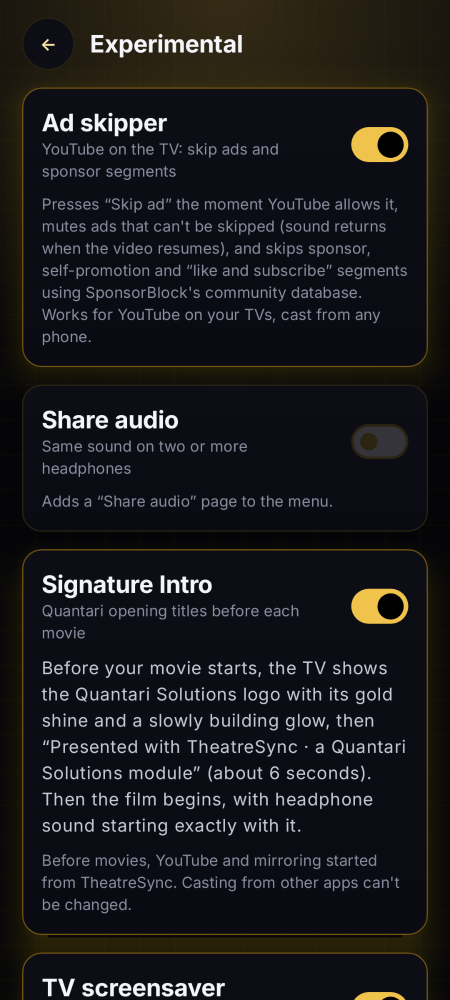 Experimental
Ad skipper
YouTube on the TV: skip ads and
sponsor segments
Presses “Skip ad” the moment YouTube allows it,
mutes ads that can't be skipped (sound returns
when the video resumes), and skips sponsor,
self-promotion and “like and subscribe” segments
using SponsorBlock's community database.
Works for YouTube on your TVs, cast from any
phone.
Share audio
Same sound on two or more
headphones
Adds a “Share audio” page to the menu.
Signature Intro
Quantari opening titles before each
movie
Before your movie starts, the TV shows
the Quantari Solutions logo with its gold
shine and a slowly building glow, then
“Presented with TheatreSync · a Quantari
Solutions module” (about 6 seconds).
Then the film begins, with headphone
sound starting exactly with it.
Before movies, YouTube and mirroring started
from TheatreSync. Casting from other apps can't
be changed.
TV screensaver